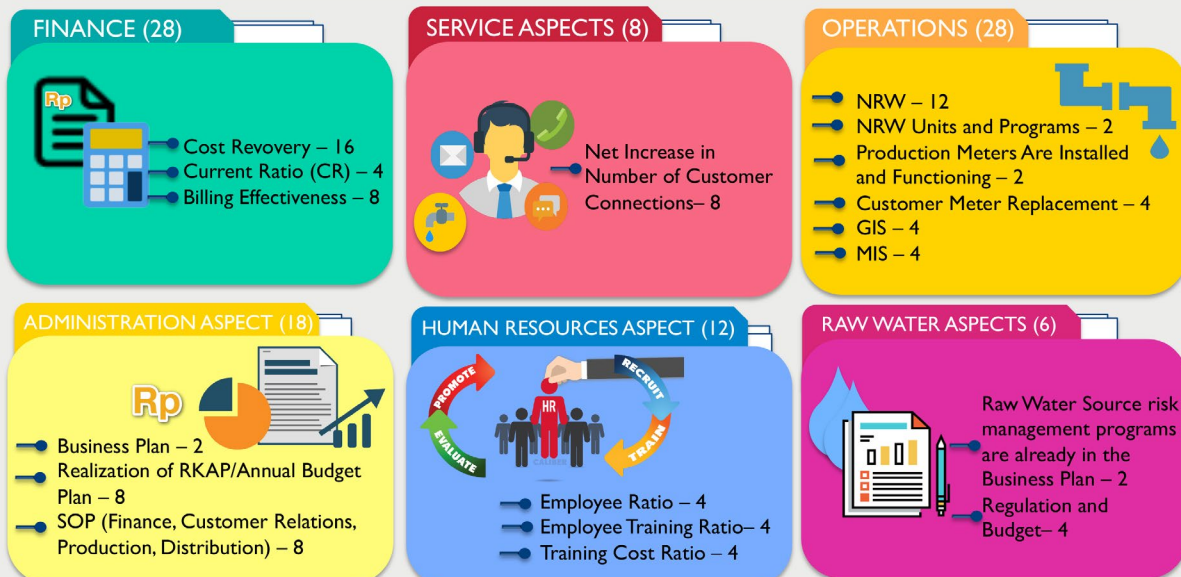 FINANCE (28)
Rp
Cost Revovery – 16
Current Ratio (CR) – 4
Billing Effectiveness – 8
SERVICE ASPECTS (8)
Net Increase in
Number of Customer
Connections– 8
OPERATIONS (28)
NRW – 12
NRW Units and Programs – 2
Production Meters Are Installed
and Functioning – 2
Customer Meter Replacement – 4
GIS – 4
MIS – 4
ADMINISTRATION ASPECT (18)
Rp
Business Plan – 2
Realization of RKAP/Annual Budget
Plan – 8
SOP (Finance, Customer Relations,
Production, Distribution) – 8
HUMAN RESOURCES ASPECT (12)
PROMOTE
RECRUIT
HR
EVALUATE
TRAIN
Employee Ratio – 4
Employee Training Ratio– 4
Training Cost Ratio – 4
RAW WATER ASPECTS (6)
Raw Water Source risk
management programs
are already in the
Business Plan – 2
Regulation and
Budget– 4